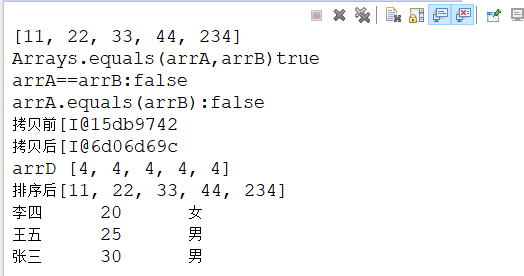 [11, 22, 33, 44, 234]
Arrays.equals(arrA,arrB)true
arrA==arrB:false
arrA.equals(arrB):false
拷贝前[I@15db9742
拷贝后[I@6d06d69c
arrD [4, 4, 4, 4, 4]
排序后[11, 22, 33, 44, 234]
李四 20 女
王五 25 男
张三 30 男